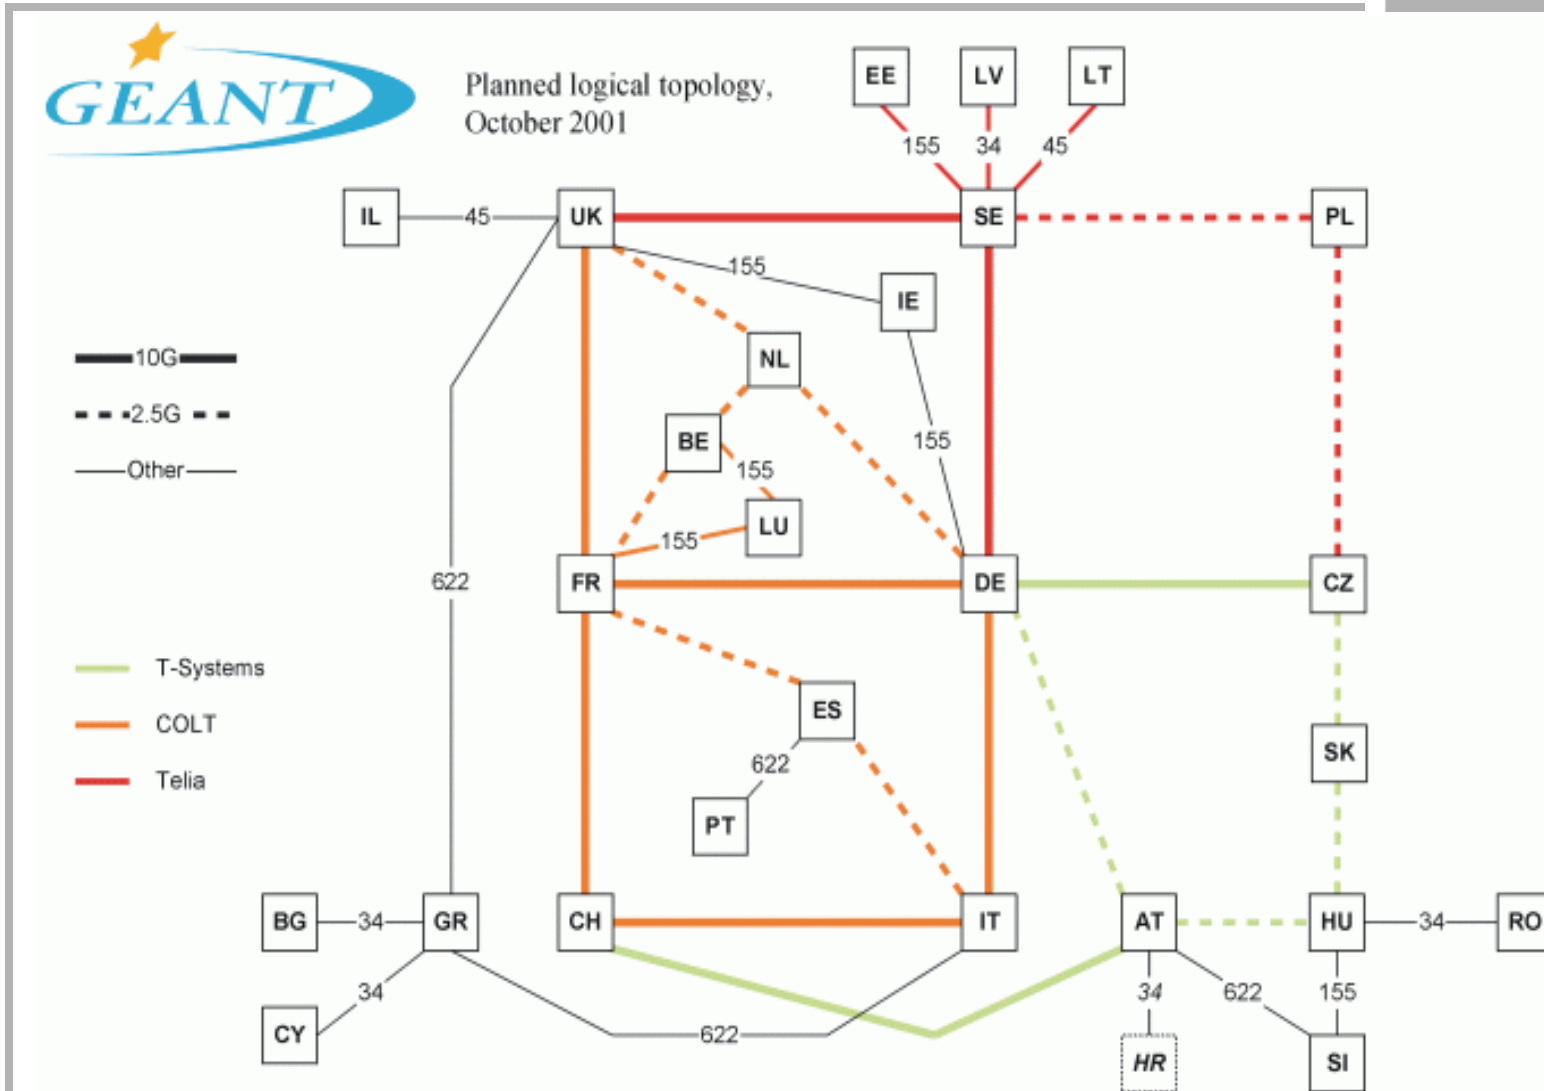 GEANT
Planned logical topology,
October 2001
EE
LV
LT
155
34
45
IL
45
UK
SE
PL
155
IE
NL
10G
2.5G
BE
155
155
Other
LU
155
FR
DE
CZ
622
T-Systems
COLT
ES
Telia
SK
622
PT
BG
34
GR
CH
IT
AT
HU
34
RO
34
34
622
155
CY
622
HR
SI